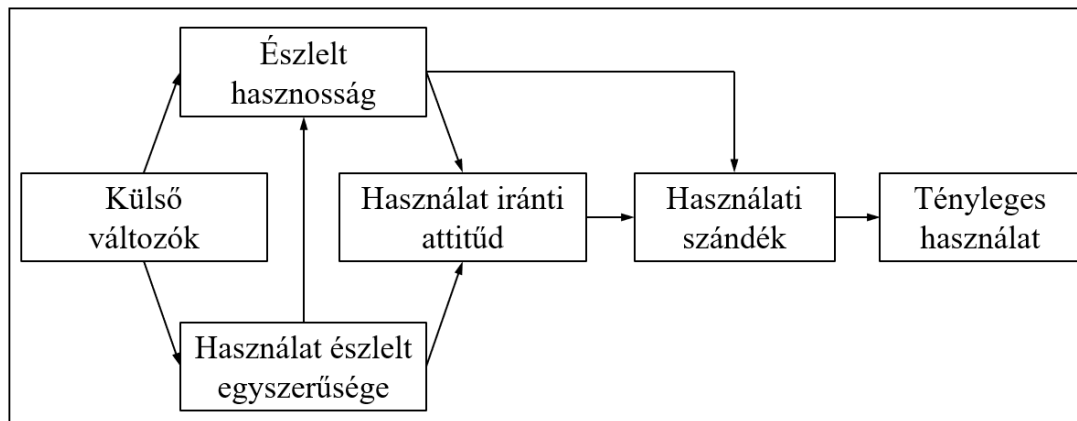 Észlelt
hasznosság
Külső
változók
Használat iránti
attitűd
Használati
szándék
Tényleges
használat
Használat észlelt
egyszerűsége